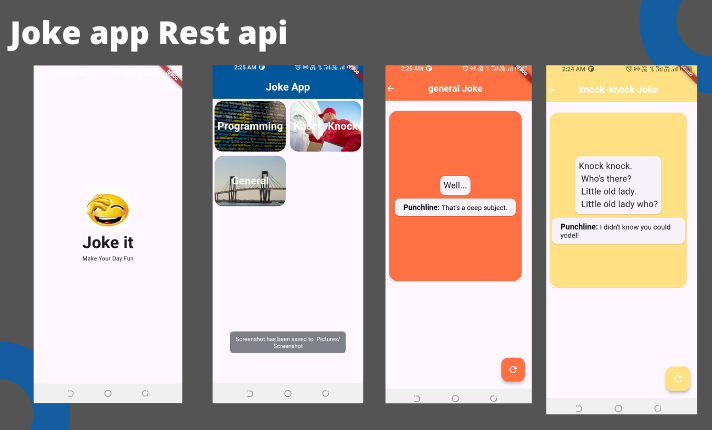 Joke app Rest api
Joke it
Make Your Day Fun
2:25 AM
Joke App
Programming
Knock-Knock
General
Screenshot has been saved to Pictures/
Screenshot
2:25 AM
general Joke
Well...
Punchline: That's a deep subject.
2:24 AM
knock-knock Joke
Knock knock.
Who's there?
Little old lady.
Little old lady who?
Punchline: I didn't know you could
yodel!